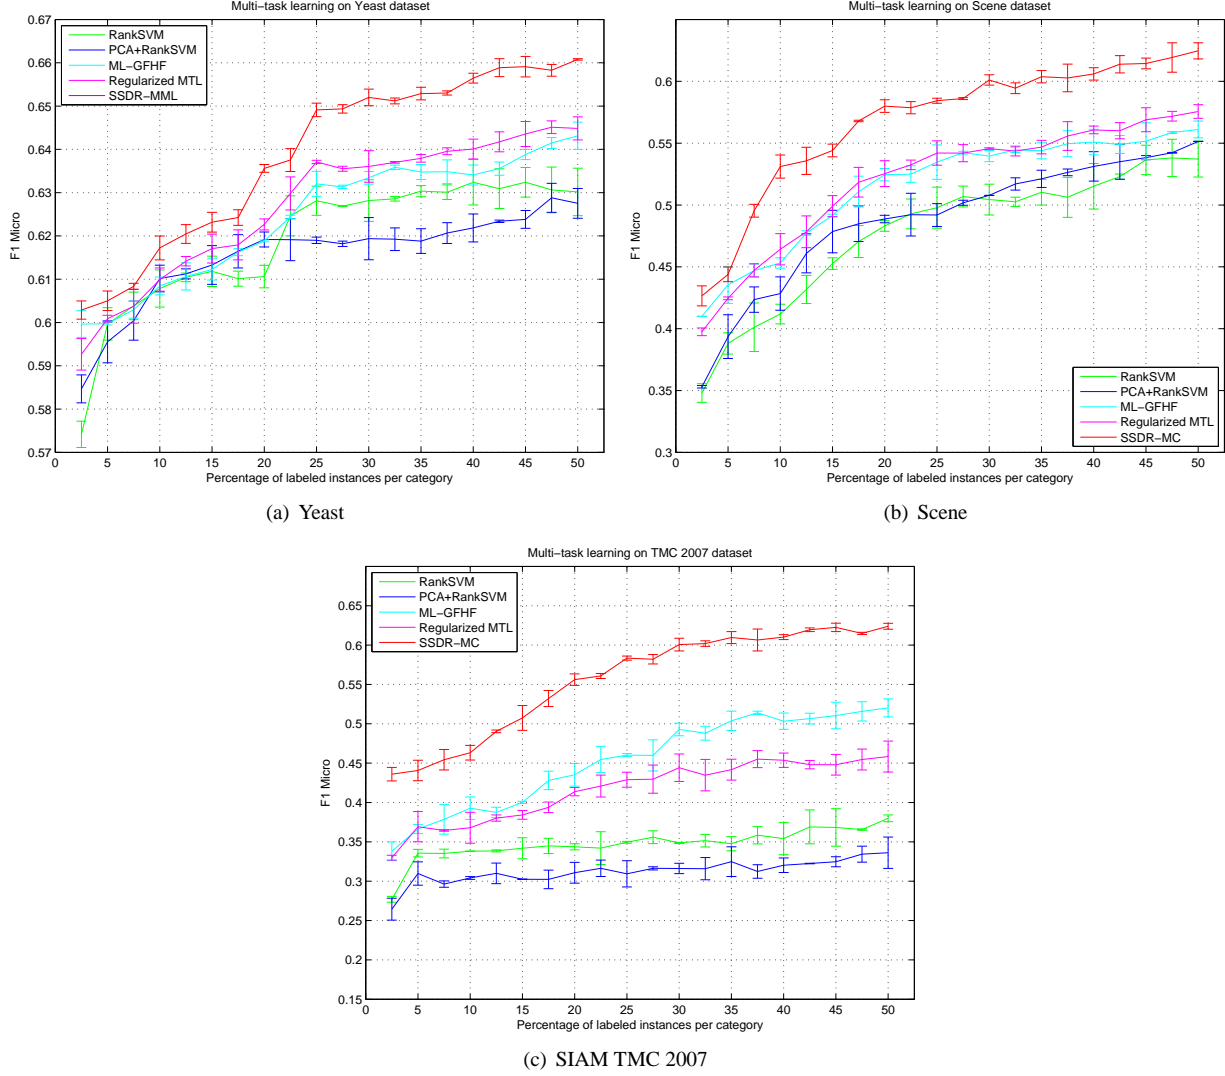 Multi−task learning on Yeast dataset
0.67
0.66
0.65
0.64
0.63
0.62
0.61
0.6
0.59
0.58
0.57
F1 Micro
RankSVM
PCA+RankSVM
ML−GFHF
Regularized MTL
SSDR−MML
0 5 10 15 20 25 30 35 40 45 50
Percentage of labeled instances per category
(a) Yeast
Multi−task learning on Scene dataset
0.6
0.55
0.5
0.45
0.4
0.35
0.3
F1 Micro
RankSVM
PCA+RankSVM
ML−GFHF
Regularized MTL
SSDR−MC
0 5 10 15 20 25 30 35 40 45 50
Percentage of labeled instances per category
(b) Scene
Multi−task learning on TMC 2007 dataset
0.65
0.6
0.55
0.5
0.45
0.4
0.35
0.3
0.25
0.2
0.15
F1 Micro
RankSVM
PCA+RankSVM
ML−GFHF
Regularized MTL
SSDR−MC
0 5 10 15 20 25 30 35 40 45 50
Percentage of labeled instances per category
(c) SIAM TMC 2007